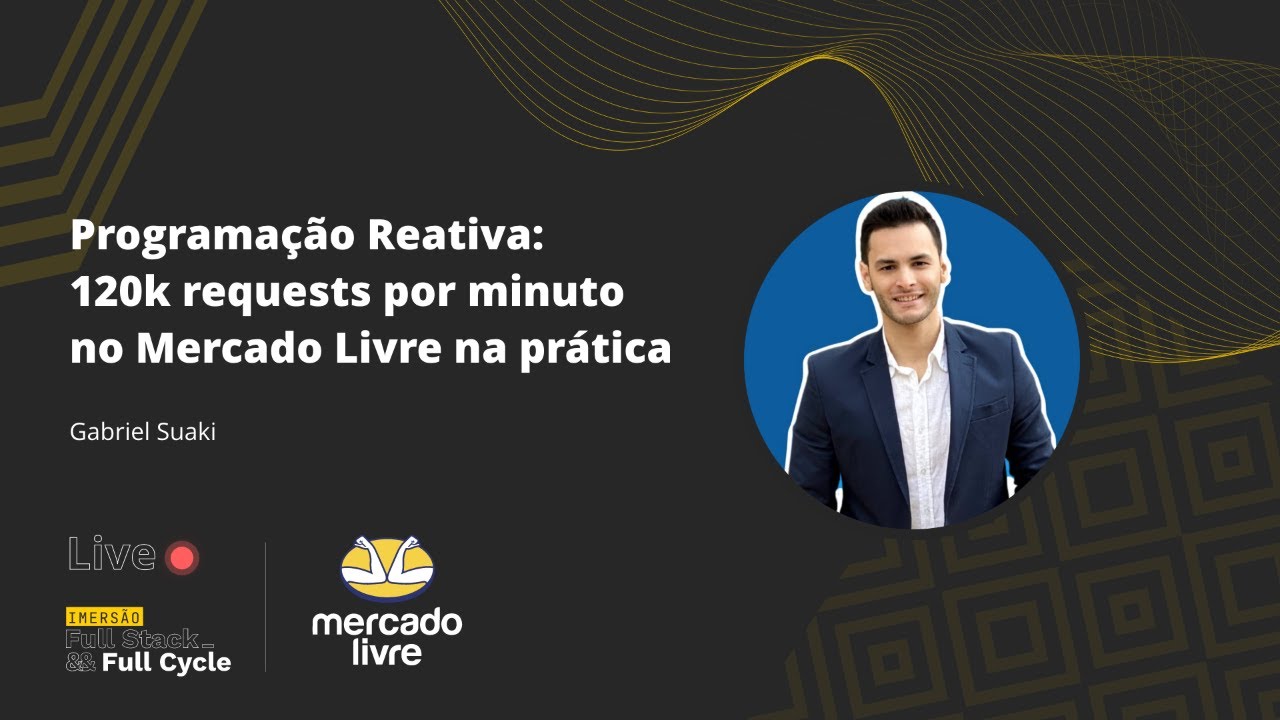 Programação Reativa:
120k requests por minuto
no Mercado Livre na prática
Gabriel Suaki
Live
IMERSÃO
Full Stack_
&& Full Cycle
mercado
livre